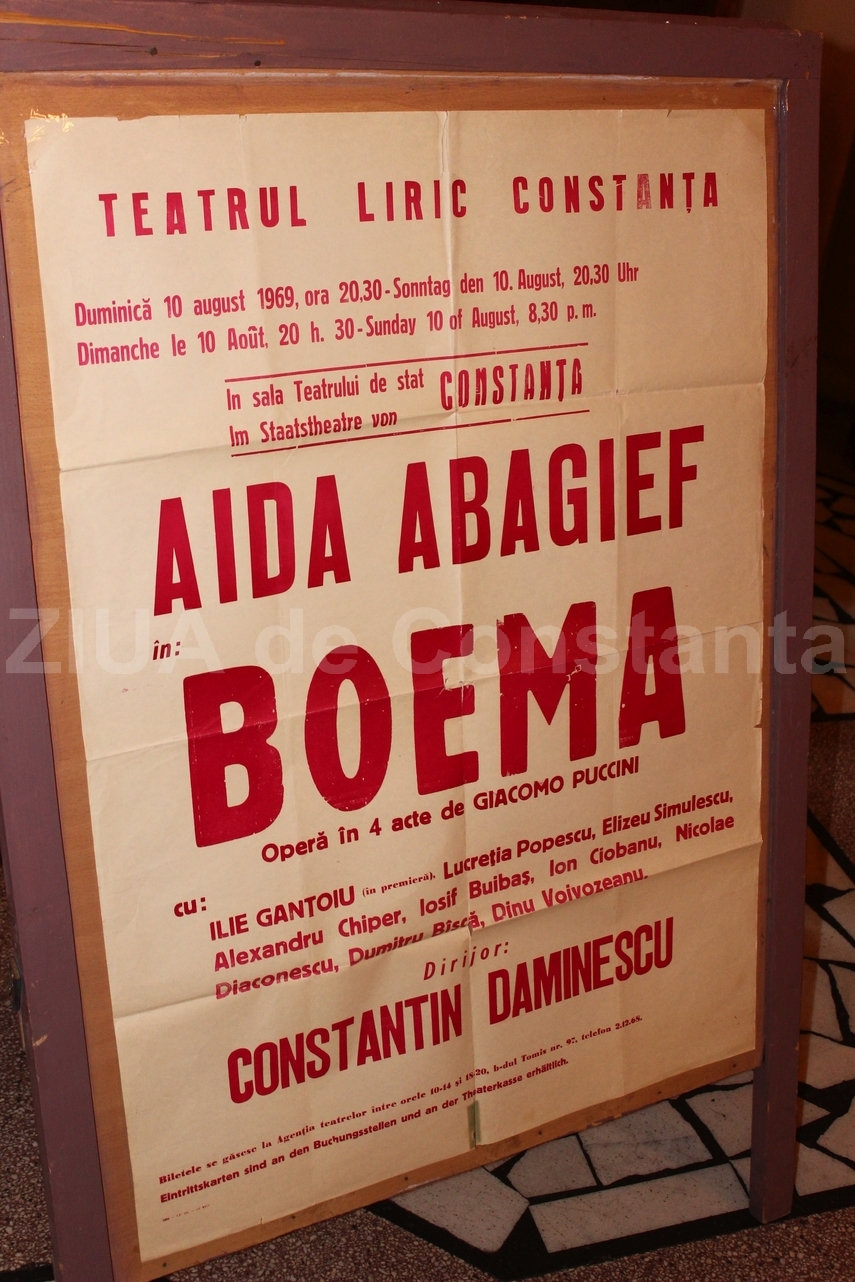 TEATRUL LIRIC CONSTANȚA
Duminică 10 august 1969, ora 20,30 - Sonntag den 10. August, 20,30 Uhr
Dimanche le 10 Août, 20 h. 30 - Sunday 10 of August, 8,30 p. m.
In sala Teatrului de stat CONSTANȚA
Im Staatstheatre von
AIDA ABAGIEF
în:
BOEMA
Operă în 4 acte de GIACOMO PUCCINI
cu:
ILIE GANTOIU (în premieră), Lucreția Popescu, Elizeu Simulescu,
Alexandru Chiper, Iosif Buibaș, Ion Ciobanu, Nicolae
Diaconescu, Dumitru Bîscă, Dinu Voivozeanu.
Dirijor:
CONSTANTIN DAMINESCU
Biletele se găsesc la Agenția teatrelor între orele 10-14 și 18-20, b-dul Tomis nr. 97, telefon 2.12.68.
Eintrittskarten sind an den Buchungsstellen und an der Theaterkasse erhältlich.
ZIUA de Constanta